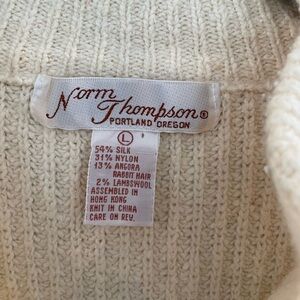 Norm
Thompson®
PORTLAND OREGON
L
54% SILK
31% NYLON
13% ANGORA
RABBIT HAIR
2% LAMBSWOOL
ASSEMBLED IN
HONG KONG
KNIT IN CHINA
CARE ON REV.